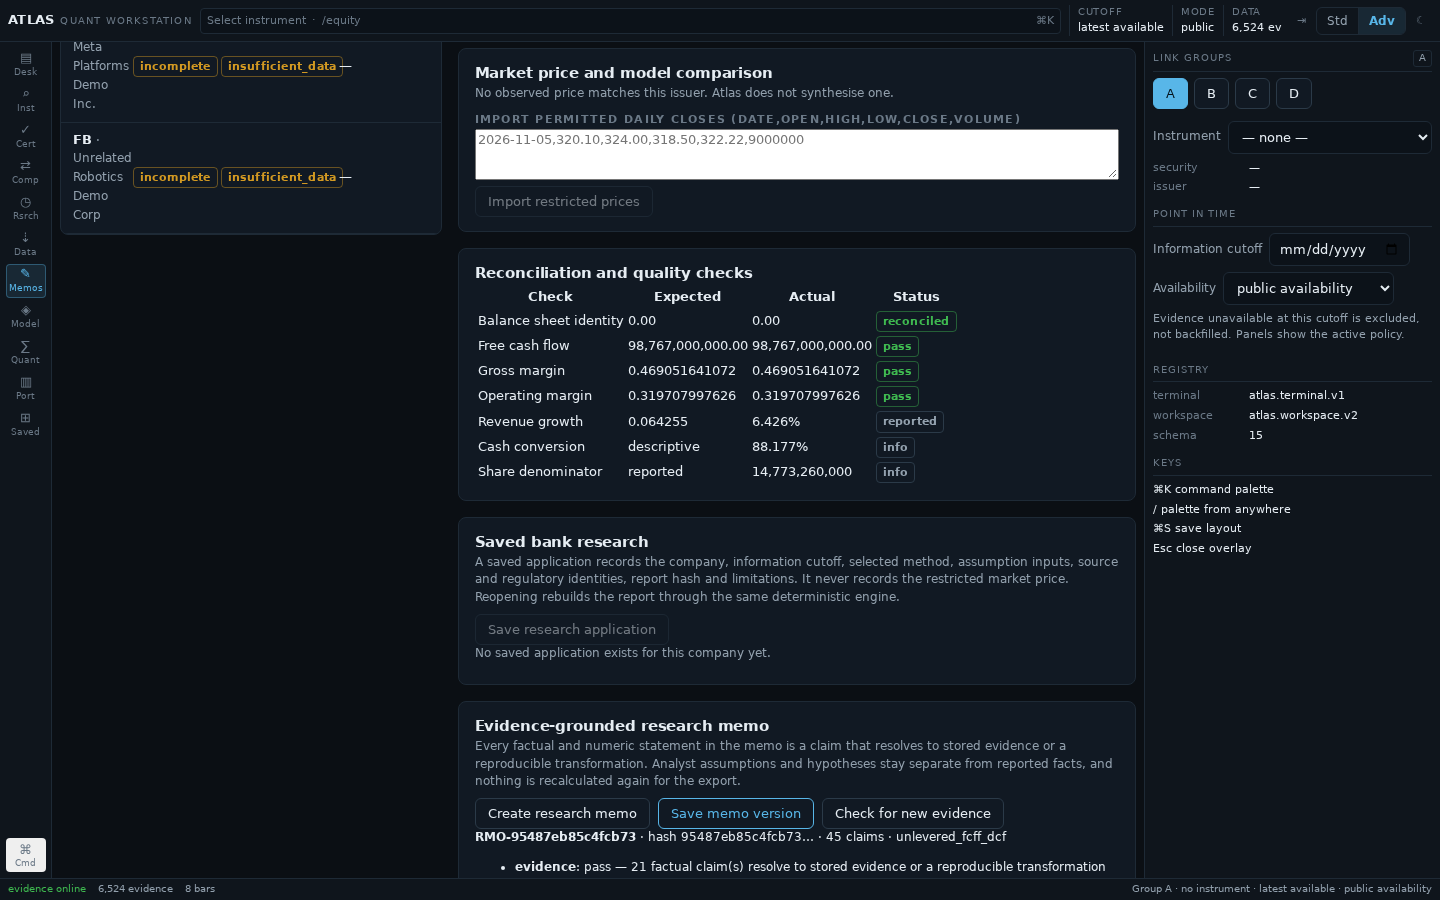 ATLAS QUANT WORKSTATION
Select instrument · /equity ⌘K
CUTOFF
latest available
MODE
public
DATA
6,524 ev
⇥
Std
Adv
☾
Desk
Inst
Cert
Comp
Rsrch
Data
Memos
Model
Quant
Port
Saved
⌘
Cmd
Meta
Platforms incomplete insufficient_data —
Demo
Inc.
FB ·
Unrelated
Robotics incomplete insufficient_data —
Demo
Corp
Market price and model comparison
No observed price matches this issuer. Atlas does not synthesise one.
IMPORT PERMITTED DAILY CLOSES (DATE,OPEN,HIGH,LOW,CLOSE,VOLUME)
2026-11-05,320.10,324.00,318.50,322.22,9000000
Import restricted prices
Reconciliation and quality checks
Check Expected Actual Status
Balance sheet identity 0.00 0.00 reconciled
Free cash flow 98,767,000,000.00 98,767,000,000.00 pass
Gross margin 0.469051641072 0.469051641072 pass
Operating margin 0.319707997626 0.319707997626 pass
Revenue growth 0.064255 6.426% reported
Cash conversion descriptive 88.177% info
Share denominator reported 14,773,260,000 info
Saved bank research
A saved application records the company, information cutoff, selected method, assumption inputs, source
and regulatory identities, report hash and limitations. It never records the restricted market price.
Reopening rebuilds the report through the same deterministic engine.
Save research application
No saved application exists for this company yet.
Evidence-grounded research memo
Every factual and numeric statement in the memo is a claim that resolves to stored evidence or a
reproducible transformation. Analyst assumptions and hypotheses stay separate from reported facts, and
nothing is recalculated again for the export.
Create research memo
Save memo version
Check for new evidence
RMO-95487eb85c4fcb73 · hash 95487eb85c4fcb73… · 45 claims · unlevered_fcff_dcf
• evidence: pass — 21 factual claim(s) resolve to stored evidence or a reproducible transformation
LINK GROUPS A
A B C D
Instrument — none —
security —
issuer —
POINT IN TIME
Information cutoff mm/dd/yyyy
Availability public availability
Evidence unavailable at this cutoff is excluded,
not backfilled. Panels show the active policy.
REGISTRY
terminal atlas.terminal.v1
workspace atlas.workspace.v2
schema 15
KEYS
⌘K command palette
/ palette from anywhere
⌘S save layout
Esc close overlay
evidence online 6,524 evidence 8 bars
Group A · no instrument · latest available · public availability